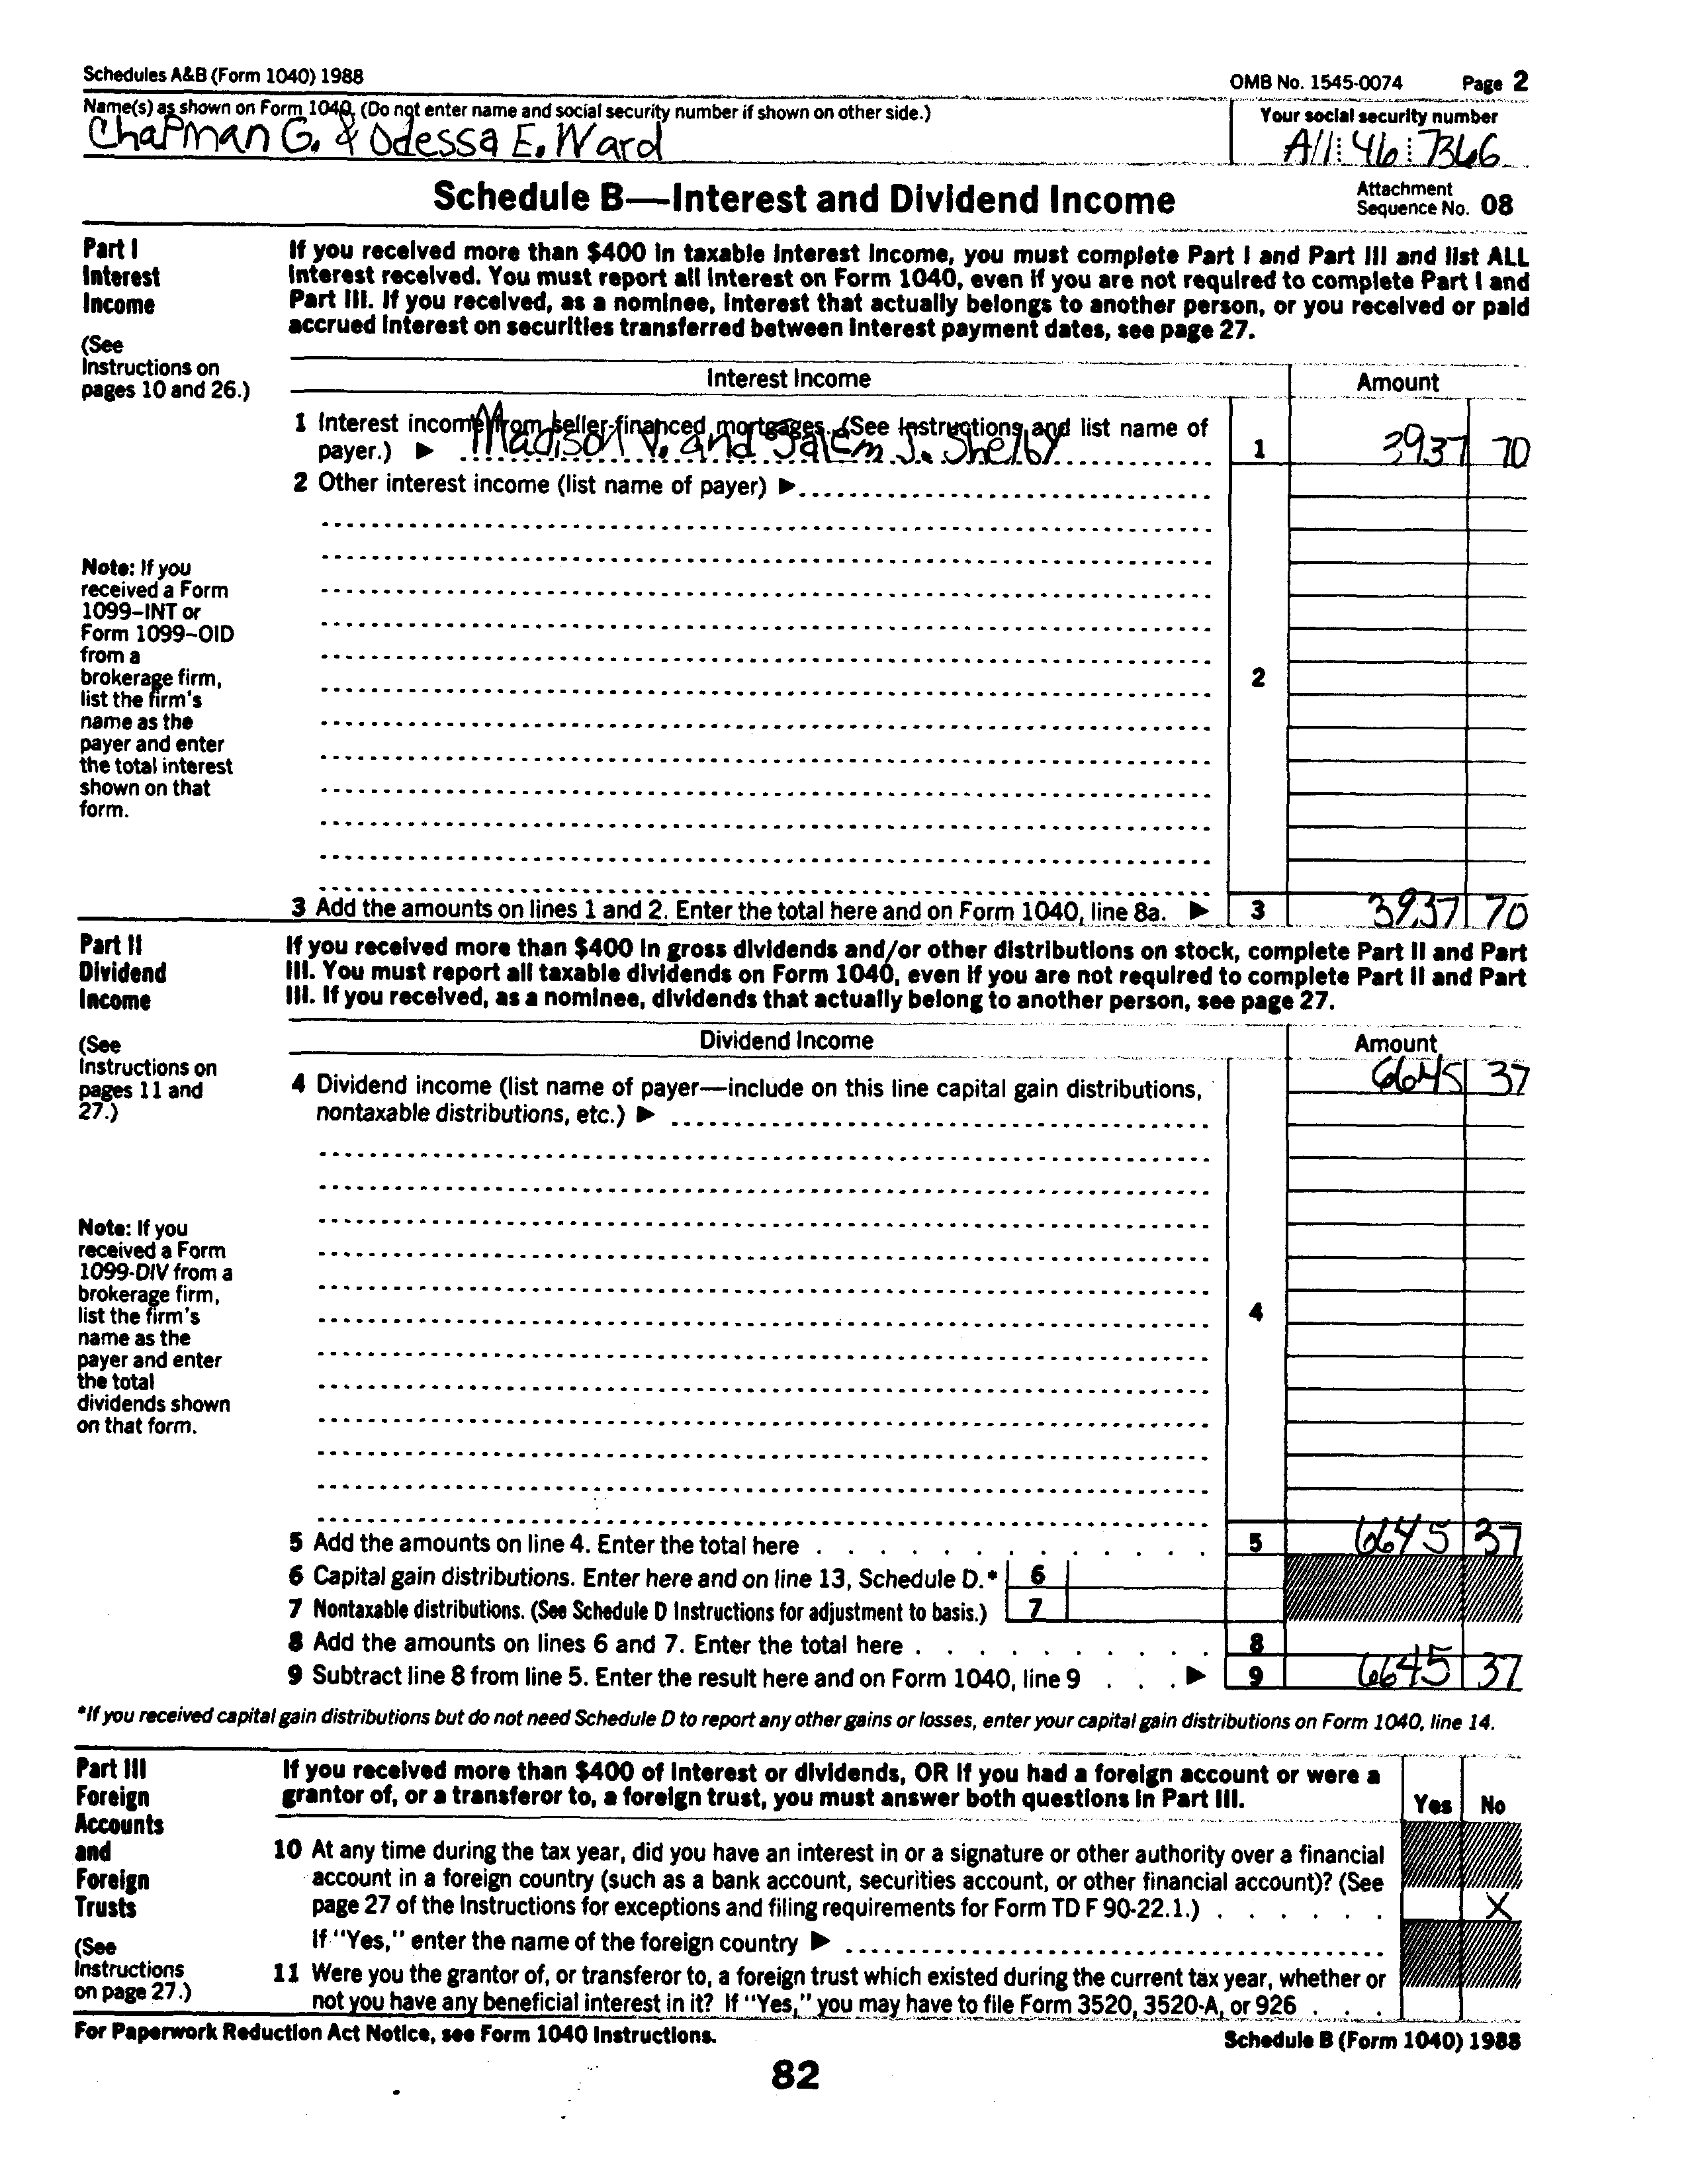 Schedules A&B (Form 1040) 1988
OMB No. 1545-0074 Page 2
Name(s) as shown on Form 1040. (Do not enter name and social security number if shown on other side.)
Your social security number
Chapman G. & Odessa E. Ward
A11 46 7366
Schedule B—Interest and Dividend Income
Attachment
Sequence No. 08
Part I
Interest
Income
(See
Instructions on
pages 10 and 26.)
If you received more than $400 in taxable interest income, you must complete Part I and Part III and list ALL
interest received. You must report all interest on Form 1040, even if you are not required to complete Part I and
Part III. If you received, as a nominee, interest that actually belongs to another person, or you received or paid
accrued interest on securities transferred between interest payment dates, see page 27.
Interest Income
Amount
1 Interest income from seller-financed mortgages. (See Instructions and list name of
payer.) ▶ Madison V. and Salem J. Shelby
1 3937 70
2 Other interest income (list name of payer) ▶
Note: If you
received a Form
1099–INT or
Form 1099–OID
from a
brokerage firm,
list the firm's
name as the
payer and enter
the total interest
shown on that
form.
2
3 Add the amounts on lines 1 and 2. Enter the total here and on Form 1040, line 8a. ▶ 3 3937 70
Part II
Dividend
Income
(See
Instructions on
pages 11 and
27.)
If you received more than $400 in gross dividends and/or other distributions on stock, complete Part II and Part
III. You must report all taxable dividends on Form 1040, even if you are not required to complete Part II and Part
III. If you received, as a nominee, dividends that actually belong to another person, see page 27.
Dividend Income
Amount
6645 37
4 Dividend income (list name of payer—include on this line capital gain distributions,
nontaxable distributions, etc.) ▶
Note: If you
received a Form
1099-DIV from a
brokerage firm,
list the firm's
name as the
payer and enter
the total
dividends shown
on that form.
4
5 Add the amounts on line 4. Enter the total here . . . . . . . . . . . . . 5 6645 37
6 Capital gain distributions. Enter here and on line 13, Schedule D.* 6
7 Nontaxable distributions. (See Schedule D Instructions for adjustment to basis.) 7
8 Add the amounts on lines 6 and 7. Enter the total here . . . . . . . . . . 8
9 Subtract line 8 from line 5. Enter the result here and on Form 1040, line 9 . . . ▶ 9 6645 37
*If you received capital gain distributions but do not need Schedule D to report any other gains or losses, enter your capital gain distributions on Form 1040, line 14.
Part III
Foreign
Accounts
and
Foreign
Trusts
(See
Instructions
on page 27.)
If you received more than $400 of interest or dividends, OR if you had a foreign account or were a
grantor of, or a transferor to, a foreign trust, you must answer both questions in Part III.
Yes No
10 At any time during the tax year, did you have an interest in or a signature or other authority over a financial
account in a foreign country (such as a bank account, securities account, or other financial account)? (See
page 27 of the Instructions for exceptions and filing requirements for Form TD F 90-22.1.) . . . . . . X
If "Yes," enter the name of the foreign country ▶
11 Were you the grantor of, or transferor to, a foreign trust which existed during the current tax year, whether or
not you have any beneficial interest in it? If "Yes," you may have to file Form 3520, 3520-A, or 926 . . .
For Paperwork Reduction Act Notice, see Form 1040 Instructions.
Schedule B (Form 1040) 1988
82